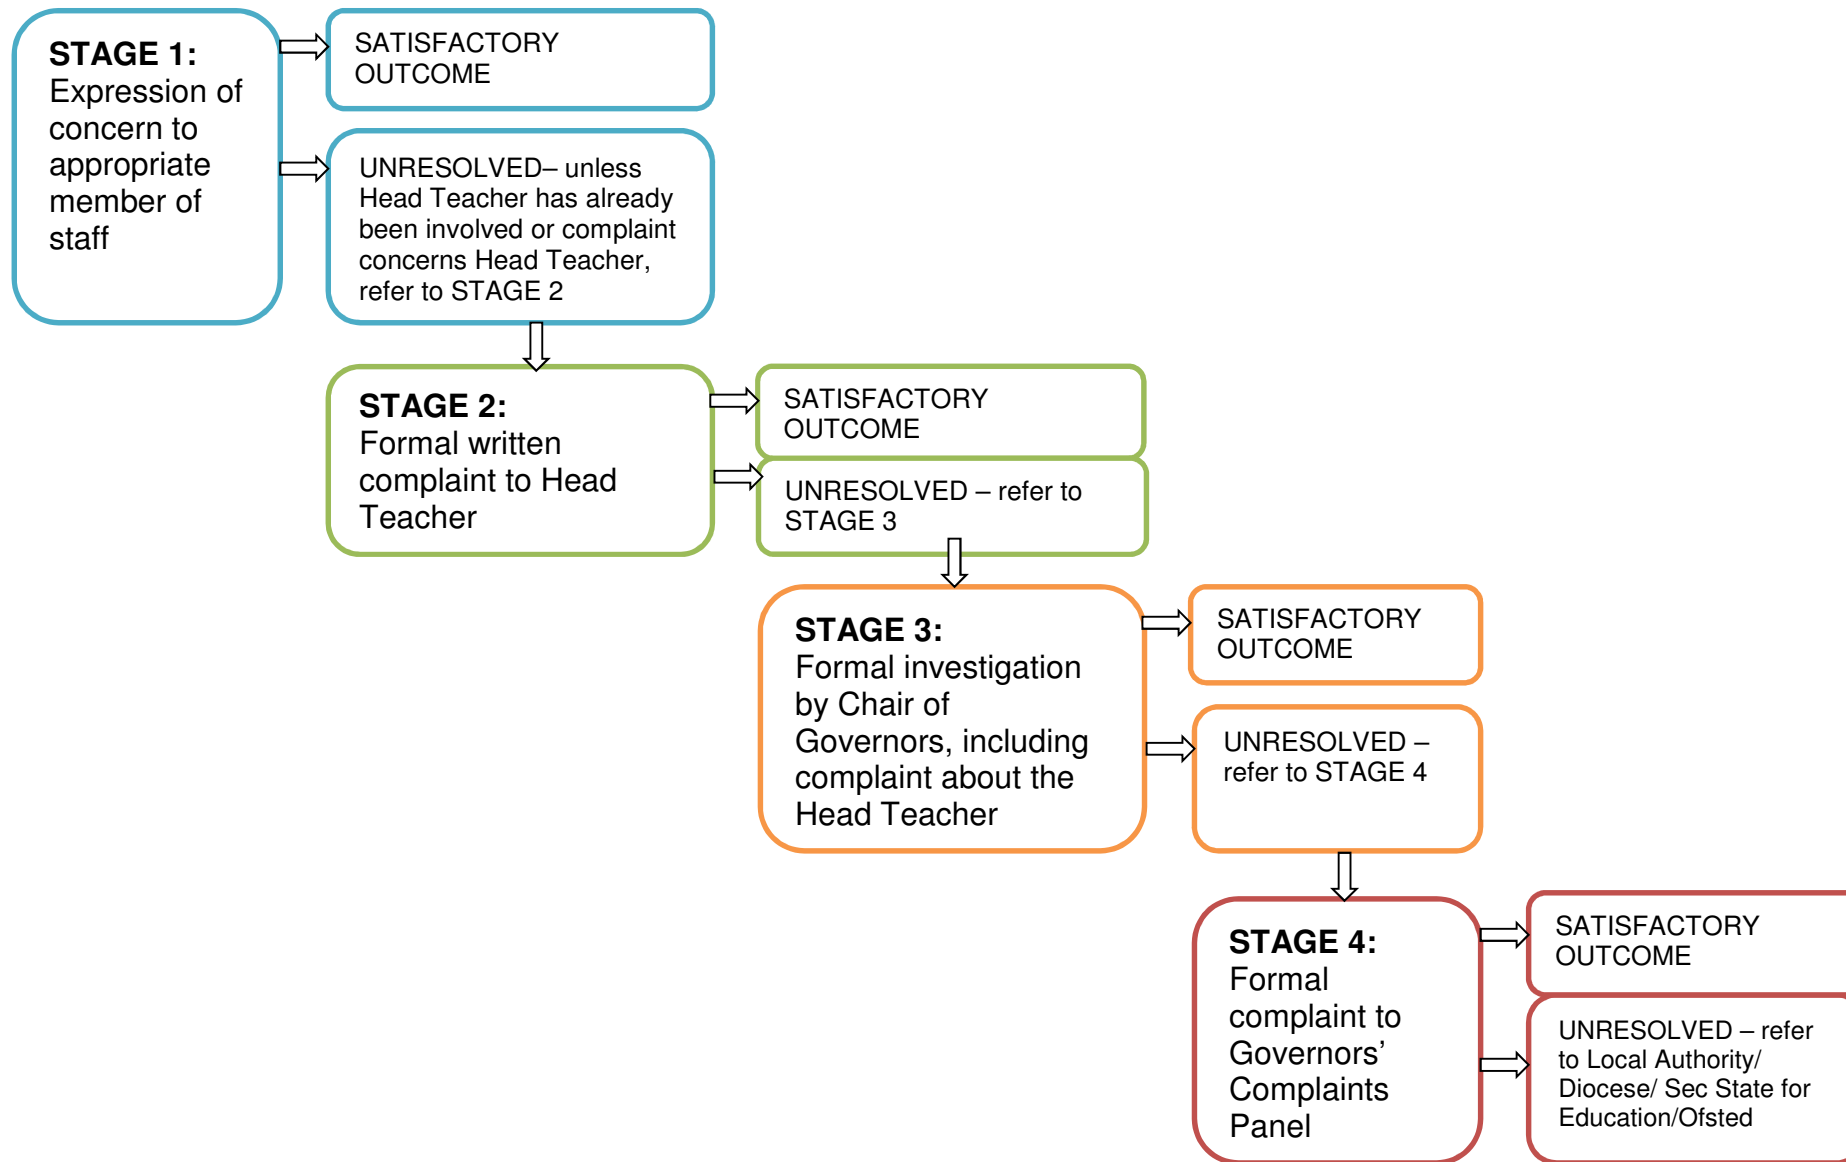 STAGE 1:
Expression of
concern to
appropriate
member of
staff
SATISFACTORY
OUTCOME
UNRESOLVED– unless
Head Teacher has already
been involved or complaint
concerns Head Teacher,
refer to STAGE 2
STAGE 2:
Formal written
complaint to Head
Teacher
SATISFACTORY
OUTCOME
UNRESOLVED – refer to
STAGE 3
STAGE 3:
Formal investigation
by Chair of
Governors, including
complaint about the
Head Teacher
SATISFACTORY
OUTCOME
UNRESOLVED –
refer to STAGE 4
STAGE 4:
Formal
complaint to
Governors’
Complaints
Panel
SATISFACTORY
OUTCOME
UNRESOLVED – refer
to Local Authority/
Diocese/ Sec State for
Education/Ofsted